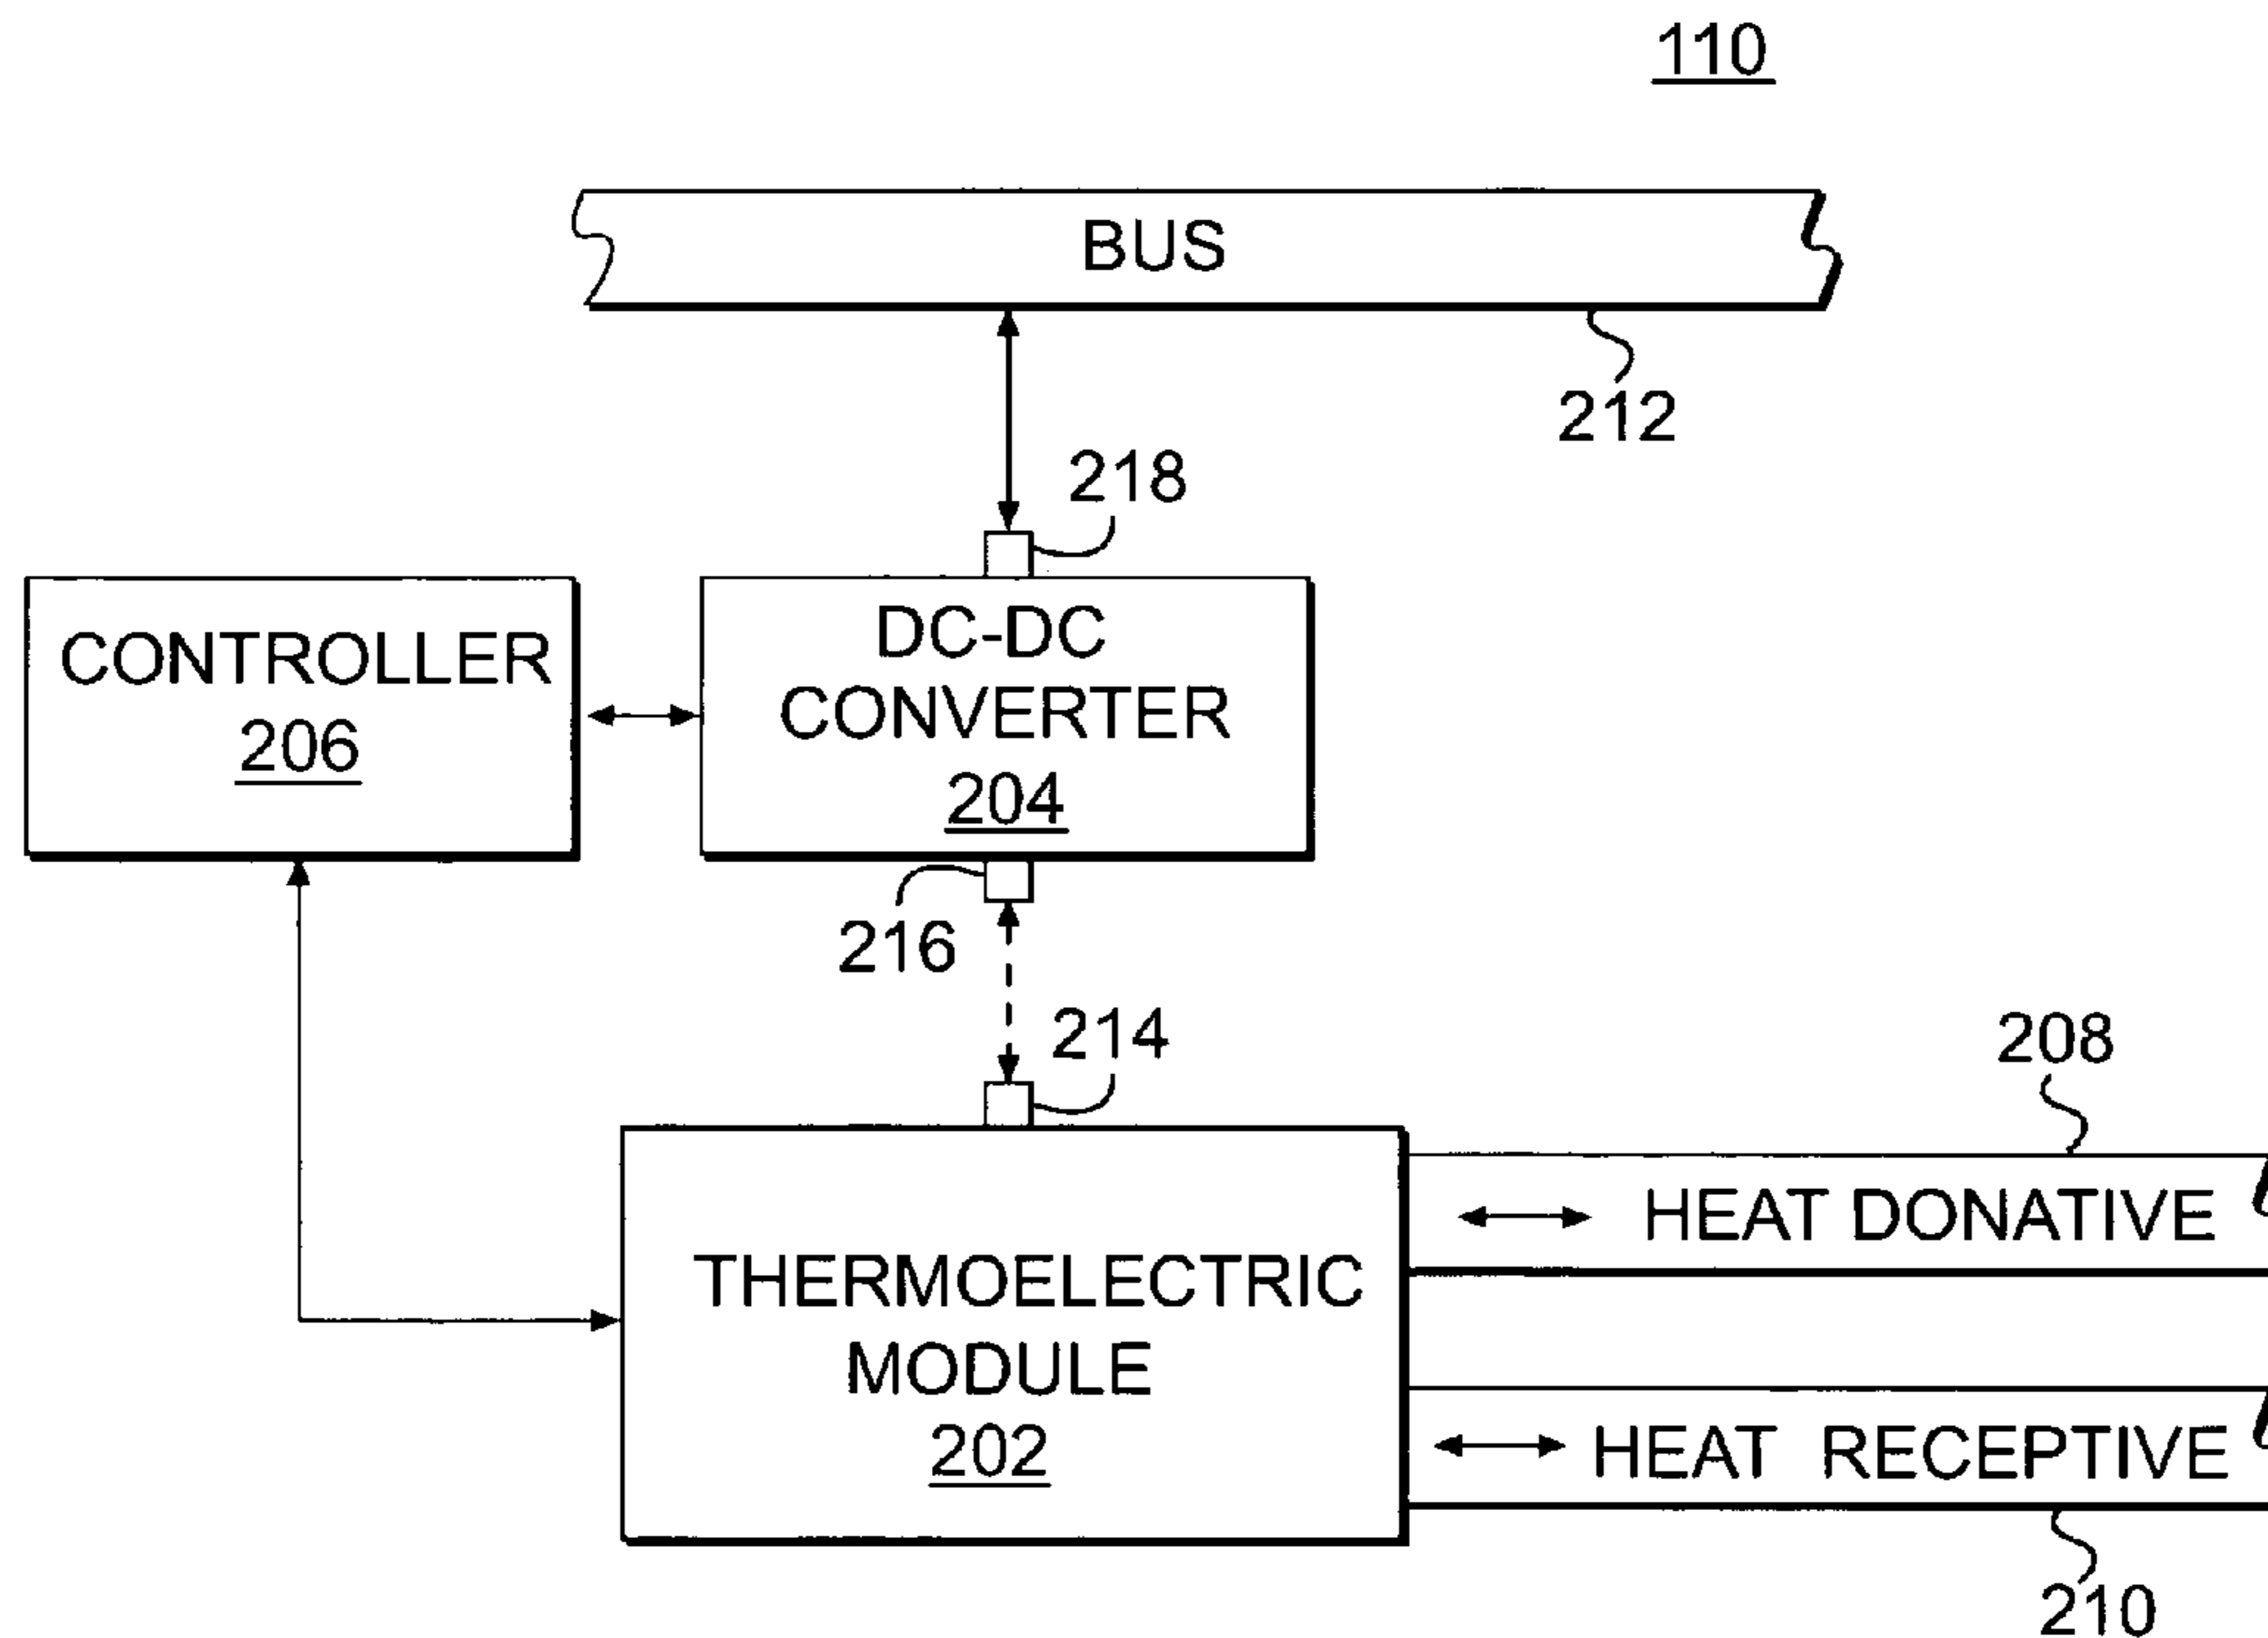 110
BUS
212
218
CONTROLLER
206
DC-DC
CONVERTER
204
216
214
208
HEAT DONATIVE
THERMOELECTRIC
MODULE
202
HEAT RECEPTIVE
210